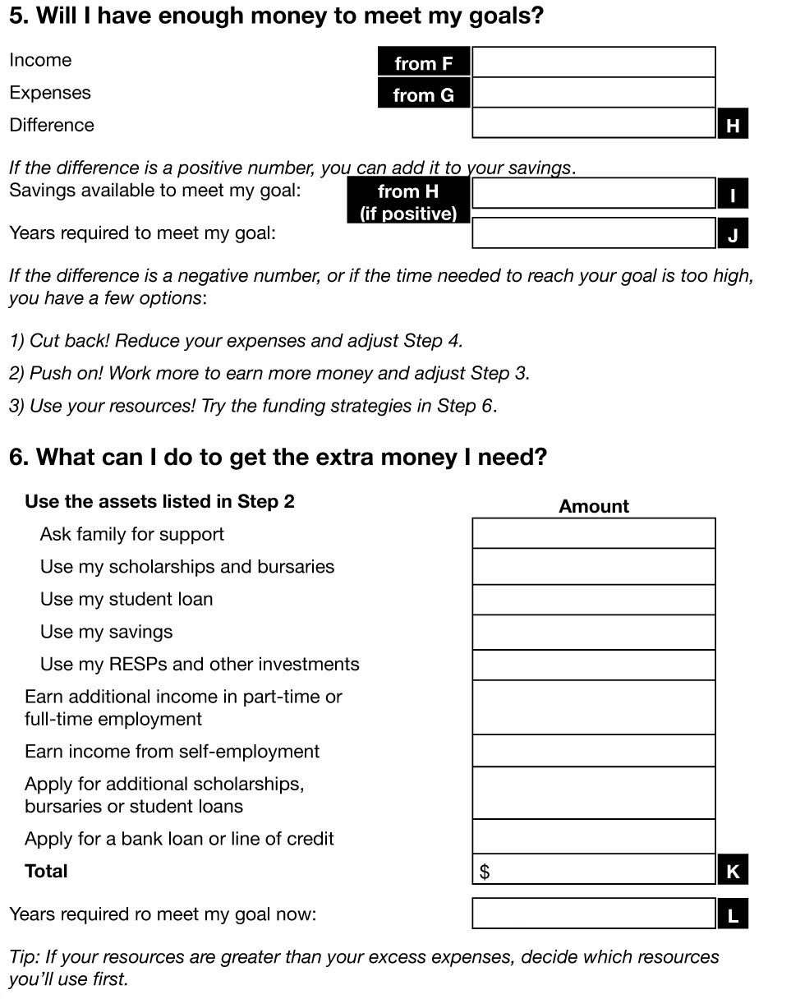 5. Will I have enough money to meet my goals?
Income from F
Expenses from G
Difference H
If the difference is a positive number, you can add it to your savings.
Savings available to meet my goal: from H I
(if positive)
Years required to meet my goal: J
If the difference is a negative number, or if the time needed to reach your goal is too high,
you have a few options:
1) Cut back! Reduce your expenses and adjust Step 4.
2) Push on! Work more to earn more money and adjust Step 3.
3) Use your resources! Try the funding strategies in Step 6.
6. What can I do to get the extra money I need?
Use the assets listed in Step 2 Amount
Ask family for support
Use my scholarships and bursaries
Use my student loan
Use my savings
Use my RESPs and other investments
Earn additional income in part-time or
full-time employment
Earn income from self-employment
Apply for additional scholarships,
bursaries or student loans
Apply for a bank loan or line of credit
Total $ K
Years required ro meet my goal now: L
Tip: If your resources are greater than your excess expenses, decide which resources
you’ll use first.